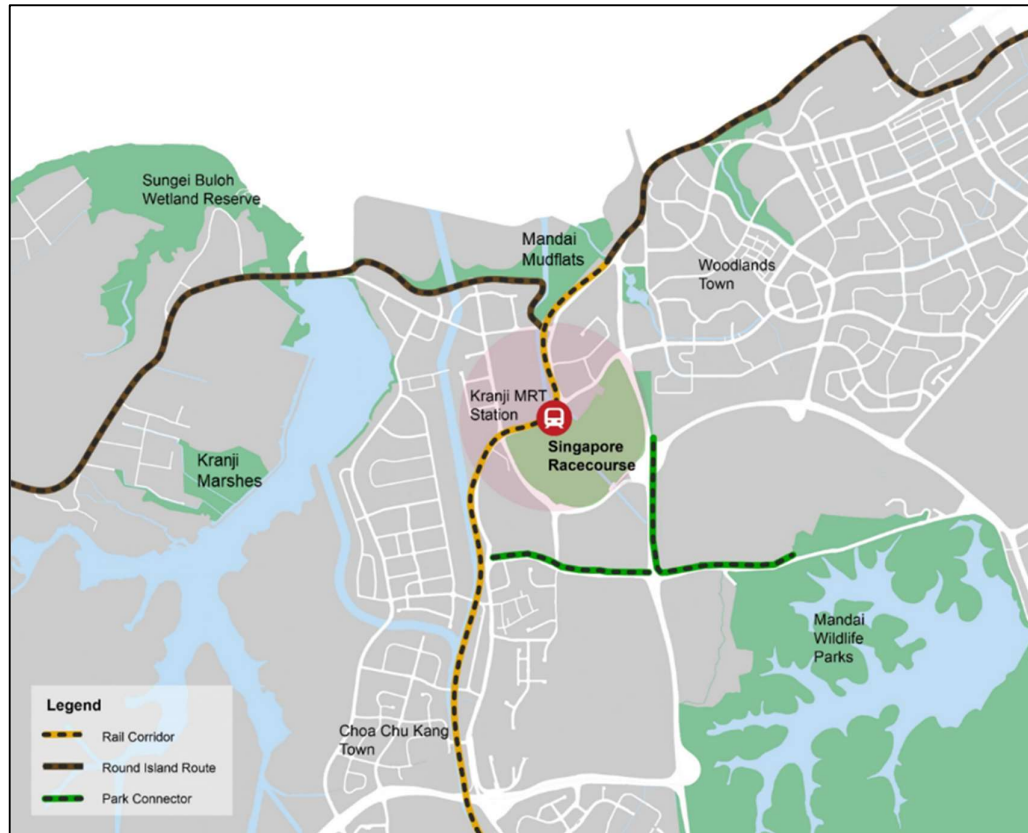 Sungei Buloh
Wetland Reserve
Mandai
Mudflats
Woodlands
Town
Kranji MRT
Station
Singapore
Racecourse
Kranji
Marshes
Mandai
Wildlife
Parks
Choa Chu Kang
Town
Legend
Rail Corridor
Round Island Route
Park Connector